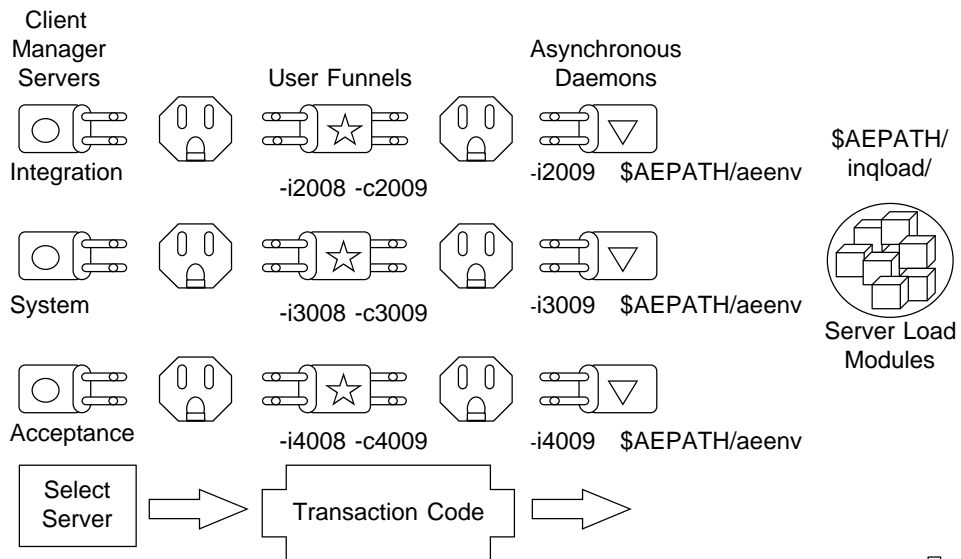 Client
Manager
Servers
User Funnels
Asynchronous
Daemons
Integration
-i2008 -c2009
-i2009 $AEPATH/aeenv
$AEPATH/
inqload/
System
-i3008 -c3009
-i3009 $AEPATH/aeenv
Server Load
Modules
Acceptance
-i4008 -c4009
-i4009 $AEPATH/aeenv
Select
Server
Transaction Code